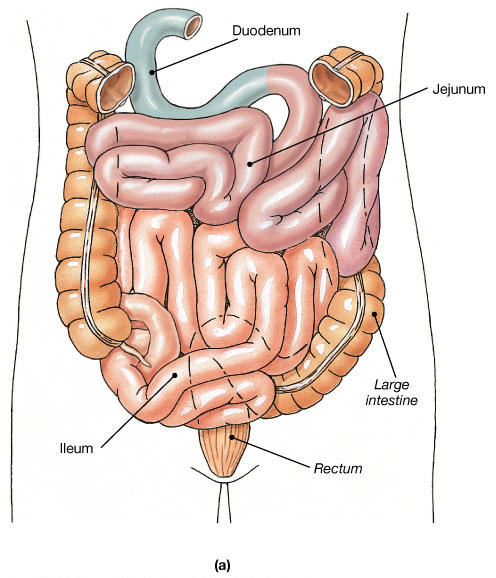 Duodenum
Jejunum
Large
intestine
Ileum
Rectum
(a)